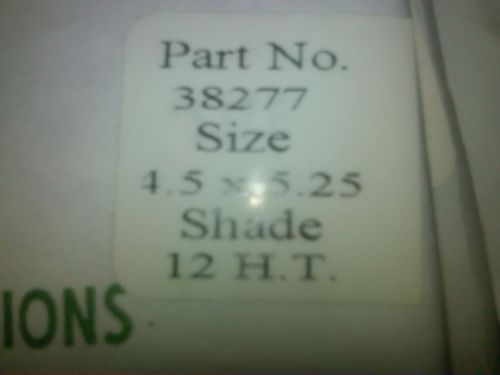 Part No.
38277
Size
4.5 x 5.25
Shade
12 H.T.
IONS